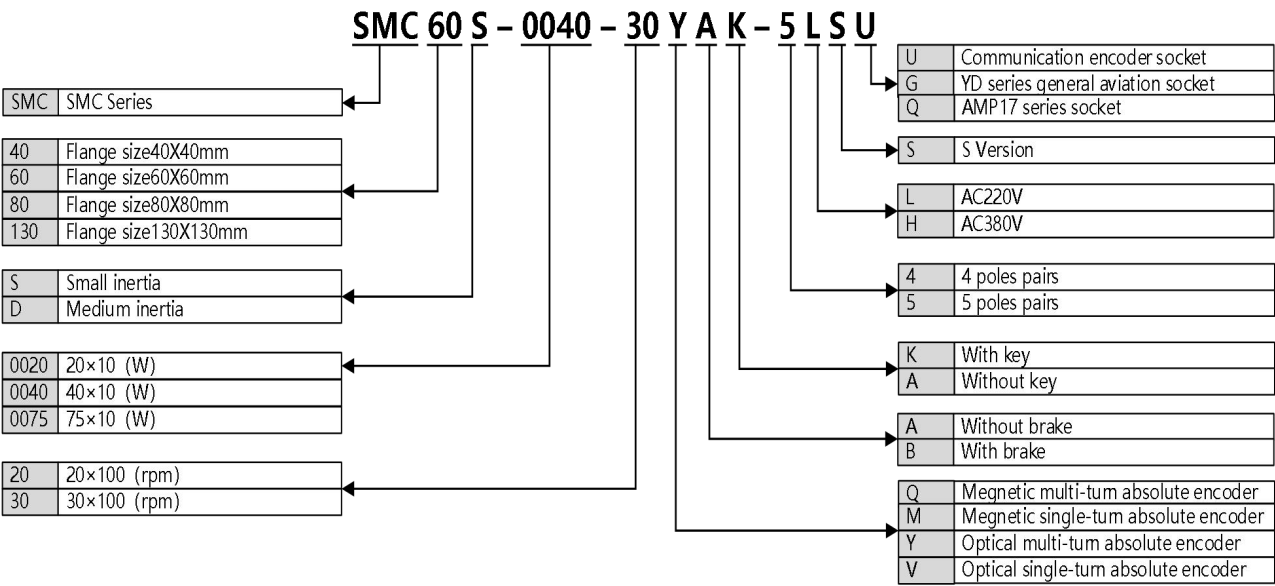 SMC 60 S – 0040 – 30 Y A K – 5 L S U
SMC SMC Series
40 Flange size40X40mm
60 Flange size60X60mm
80 Flange size80X80mm
130 Flange size130X130mm
S Small inertia
D Medium inertia
0020 20×10 (W)
0040 40×10 (W)
0075 75×10 (W)
20 20×100 (rpm)
30 30×100 (rpm)
U Communication encoder socket
G YD series general aviation socket
Q AMP17 series socket
S S Version
L AC220V
H AC380V
4 4 poles pairs
5 5 poles pairs
K With key
A Without key
A Without brake
B With brake
Q Megnetic multi-turn absolute encoder
M Megnetic single-turn absolute encoder
Y Optical multi-turn absolute encoder
V Optical single-turn absolute encoder